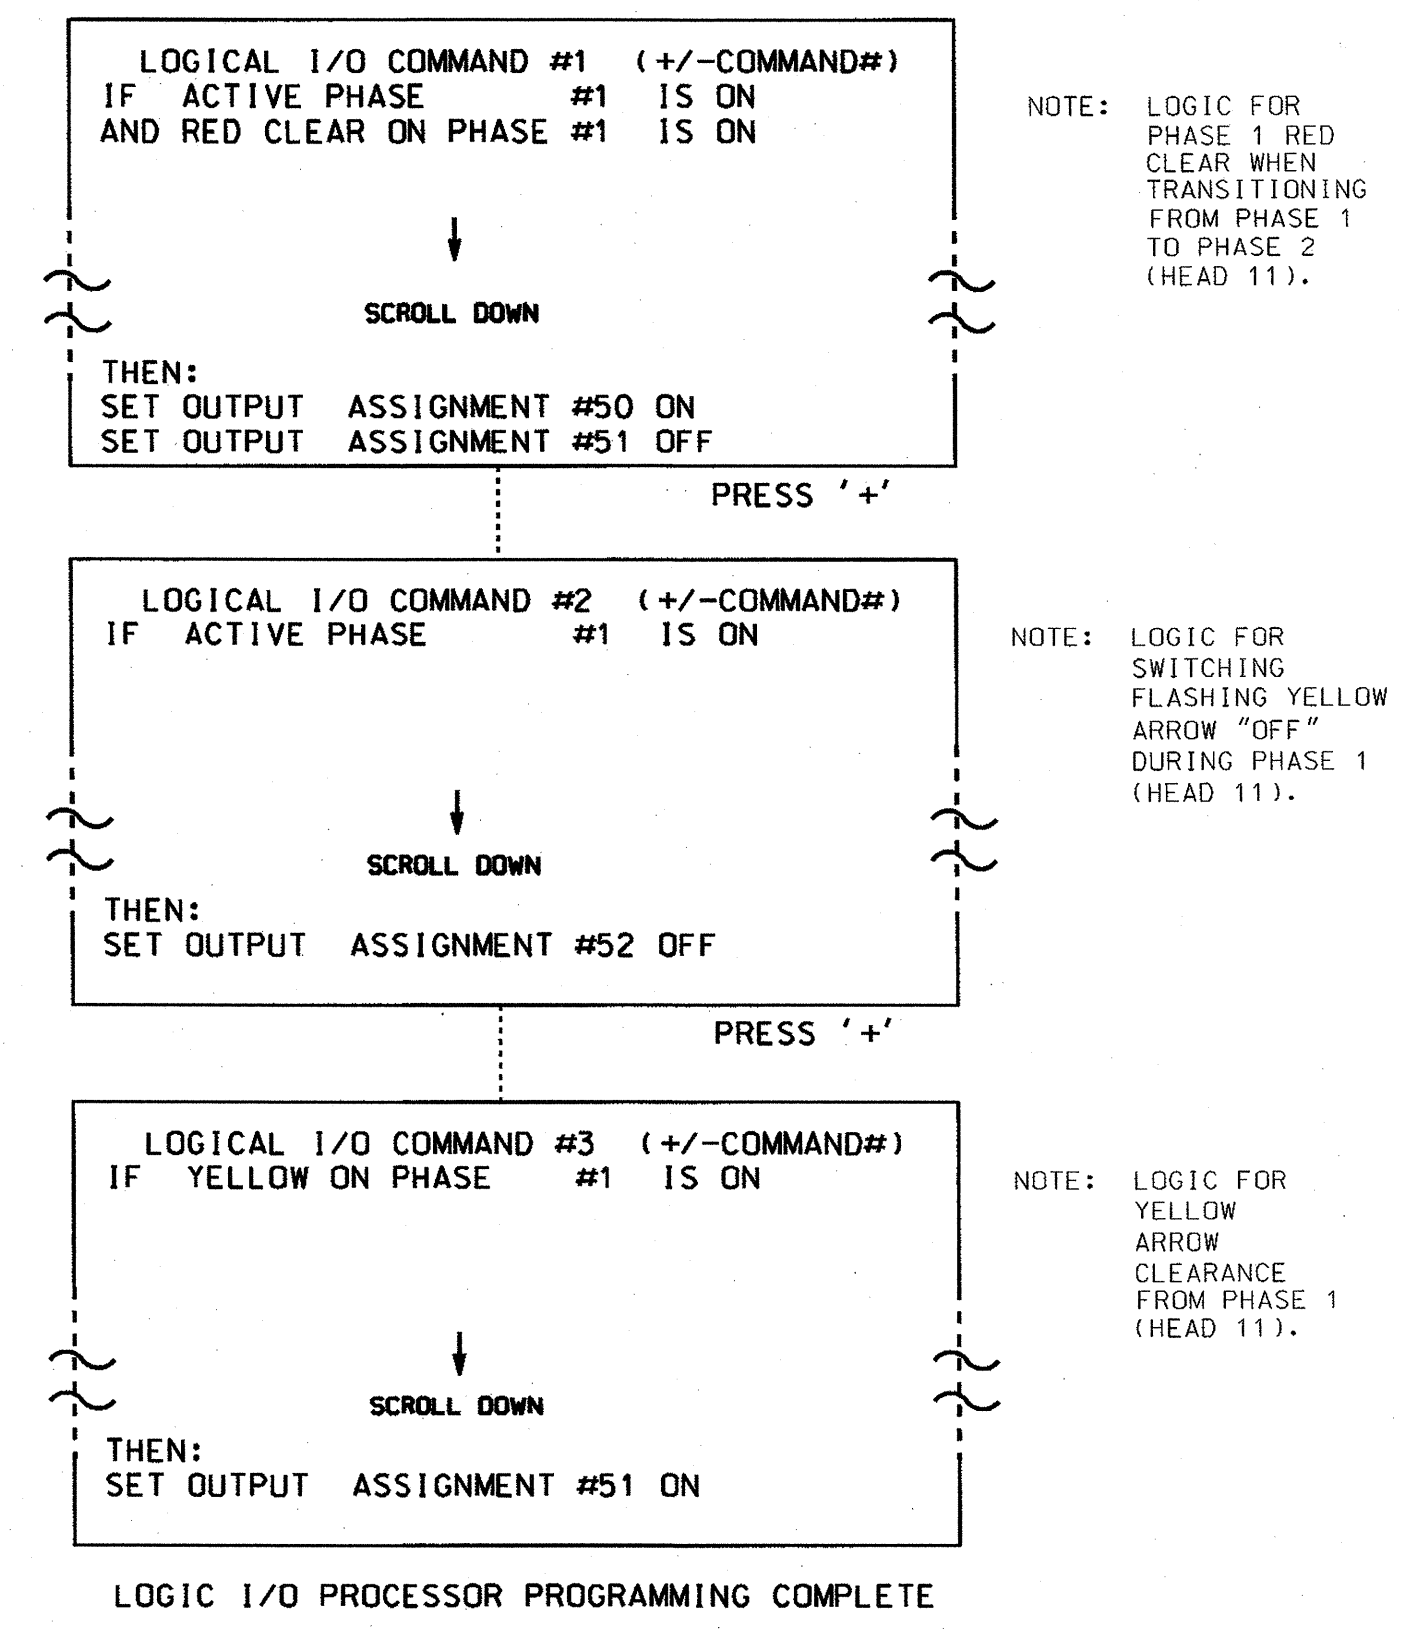 LOGICAL I/O COMMAND #1 (+/-COMMAND#)
IF ACTIVE PHASE #1 IS ON
AND RED CLEAR ON PHASE #1 IS ON
SCROLL DOWN
THEN:
SET OUTPUT ASSIGNMENT #50 ON
SET OUTPUT ASSIGNMENT #51 OFF
NOTE: LOGIC FOR
PHASE 1 RED
CLEAR WHEN
TRANSITIONING
FROM PHASE 1
TO PHASE 2
(HEAD 11).
PRESS '+'
LOGICAL I/O COMMAND #2 (+/-COMMAND#)
IF ACTIVE PHASE #1 IS ON
SCROLL DOWN
THEN:
SET OUTPUT ASSIGNMENT #52 OFF
NOTE: LOGIC FOR
SWITCHING
FLASHING YELLOW
ARROW "OFF"
DURING PHASE 1
(HEAD 11).
PRESS '+'
LOGICAL I/O COMMAND #3 (+/-COMMAND#)
IF YELLOW ON PHASE #1 IS ON
SCROLL DOWN
THEN:
SET OUTPUT ASSIGNMENT #51 ON
NOTE: LOGIC FOR
YELLOW
ARROW
CLEARANCE
FROM PHASE 1
(HEAD 11).
LOGIC I/O PROCESSOR PROGRAMMING COMPLETE